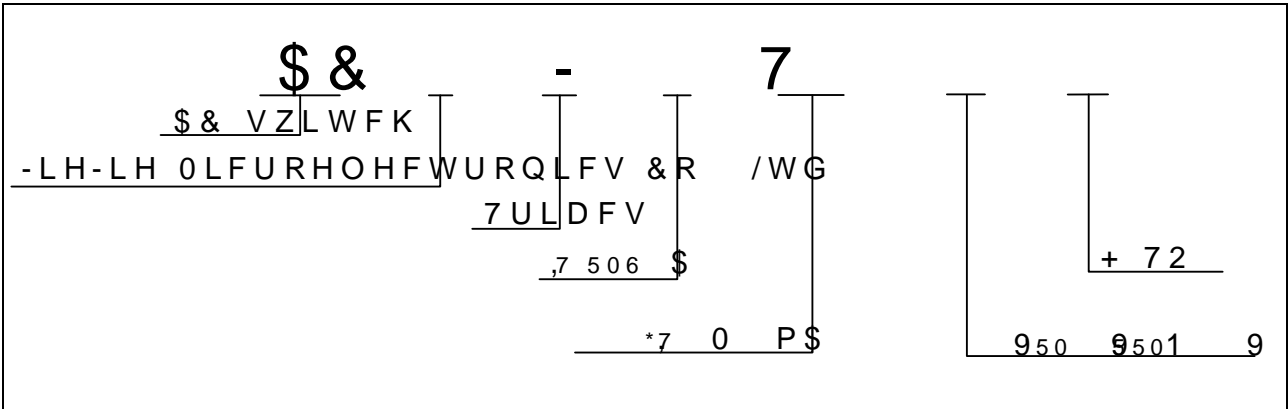 $& - 7
$& VZLWFK
-LH-LH 0LFURHOHFWURQLFV &R /WG
7ULDFV
,7 506 $
+ 72
*7, 0 P$
950 9501 9